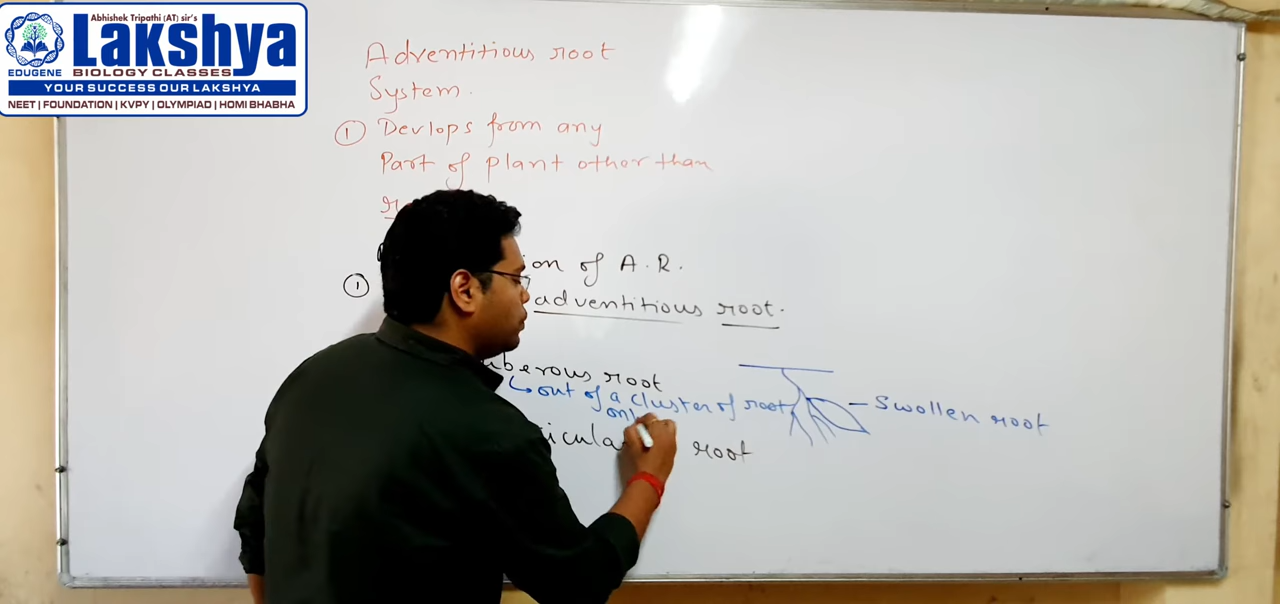 Abhishek Tripathi (AT) sir's
Lakshya
EDUGENE
BIOLOGY CLASSES
YOUR SUCCESS OUR LAKSHYA
NEET | FOUNDATION | KVPY | OLYMPIAD | HOMI BHABHA
Adventitious root
System.
① Devlops from any
Part of plant other than
on of A.R.
① adventitious root.
uberous root
↳ out of a cluster of root
Swollen root
root